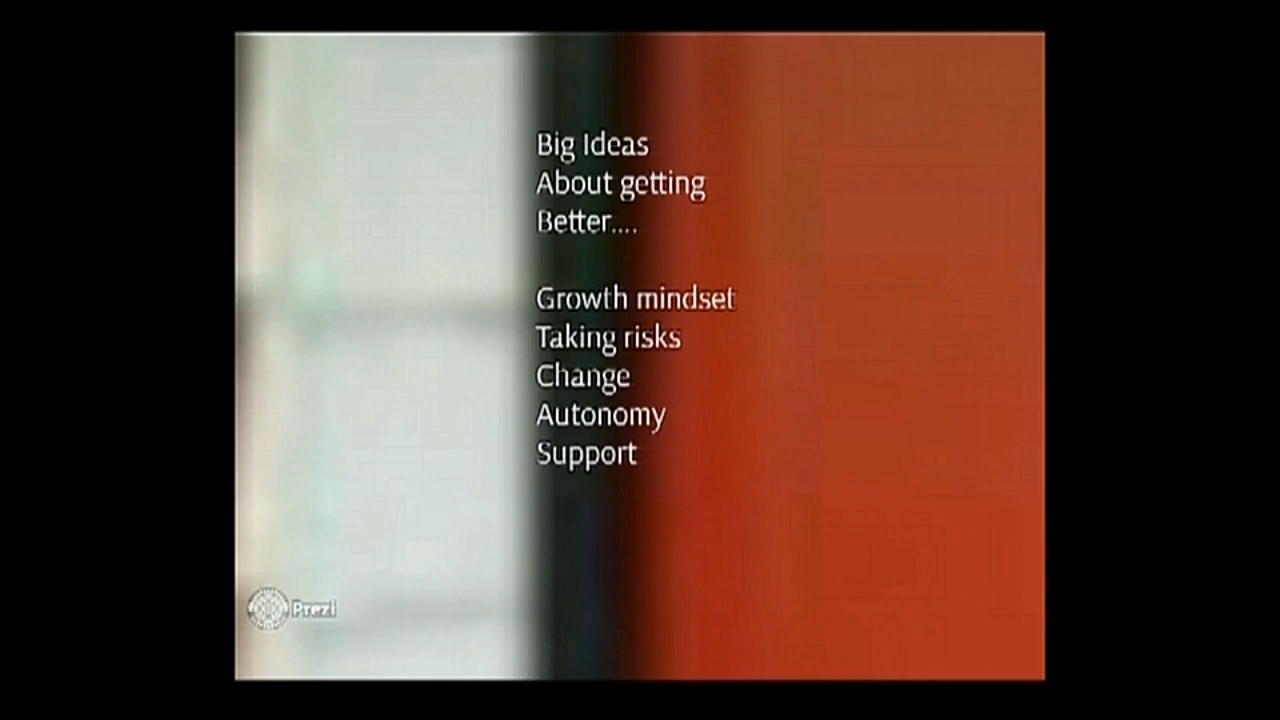 Big Ideas
About getting
Better....
Growth mindset
Taking risks
Change
Autonomy
Support
Prezi